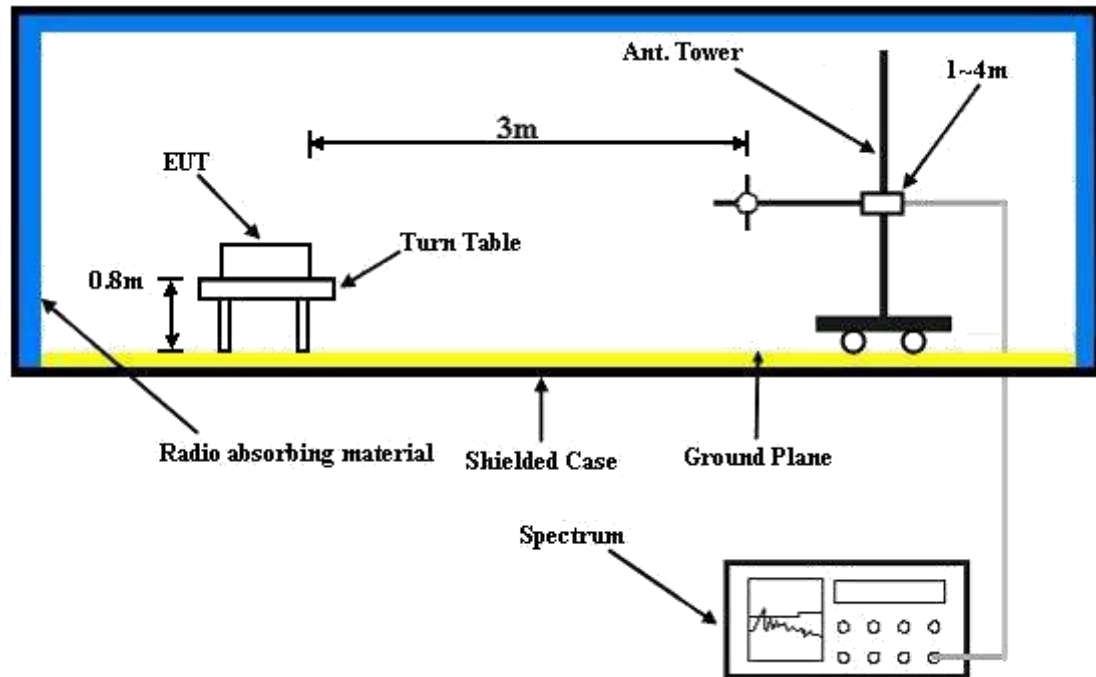 Ant. Tower
1~4m
3m
EUT
Turn Table
0.8m
Radio absorbing material
Shielded Case
Ground Plane
Spectrum